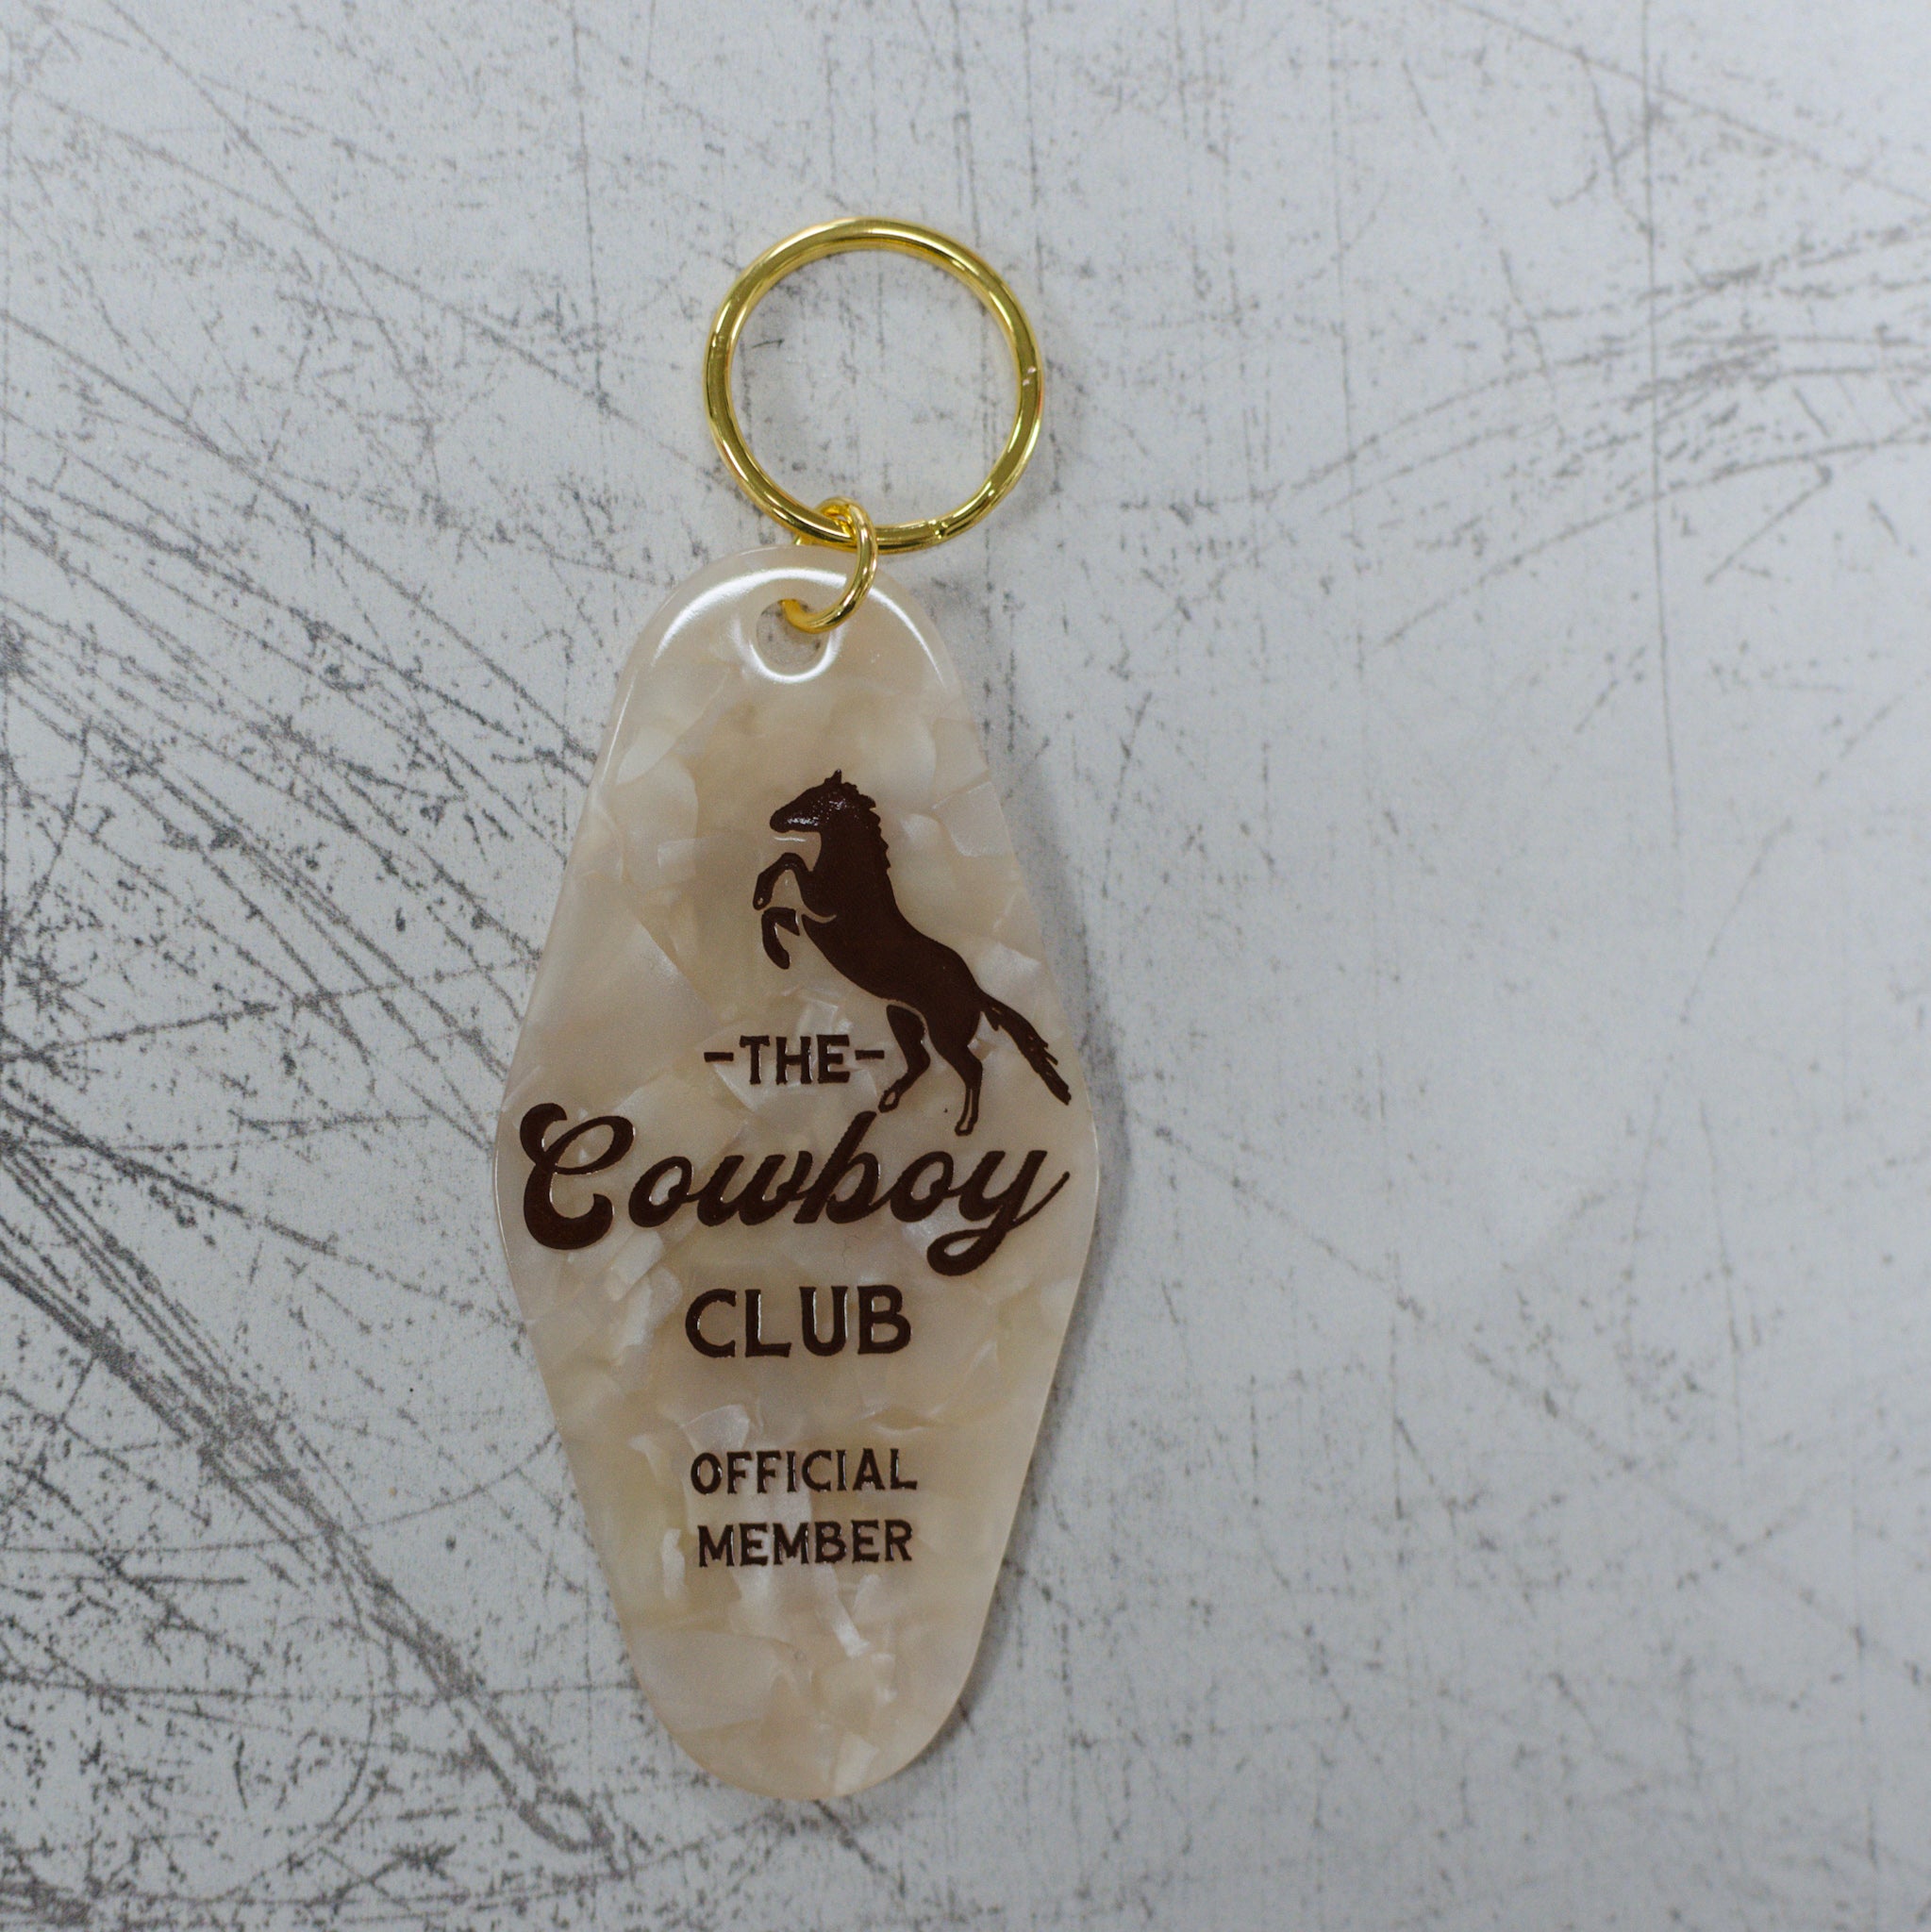 -THE-
Cowboy
CLUB
OFFICIAL
MEMBER